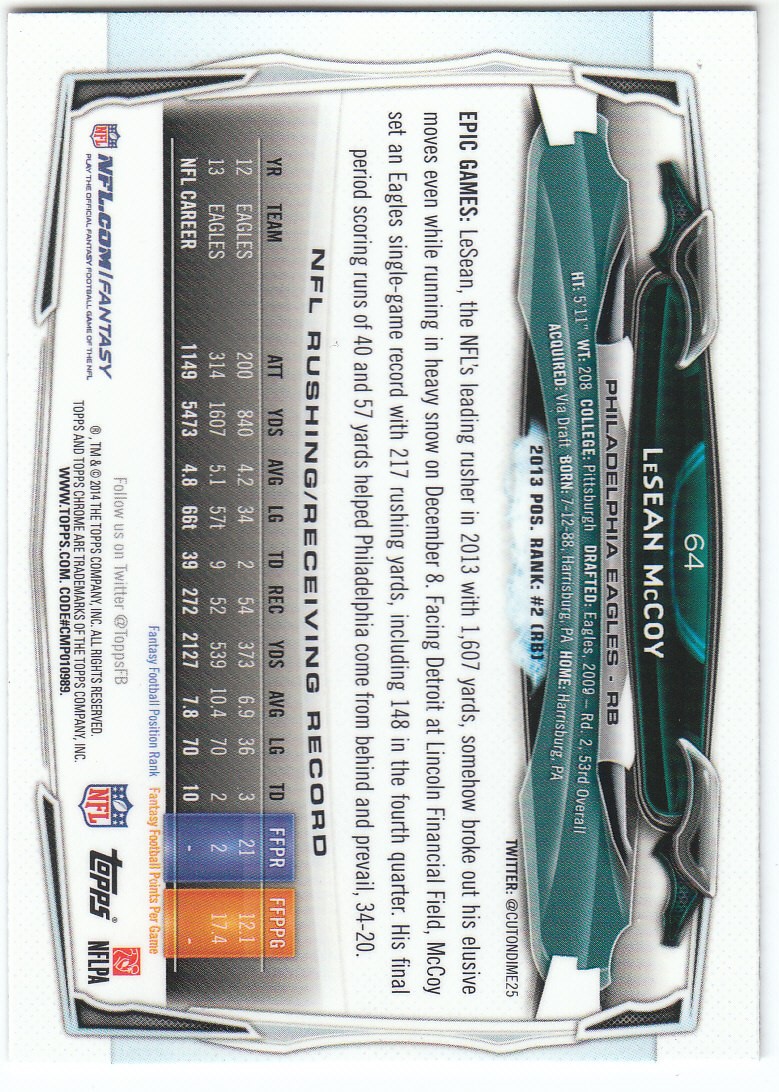 64
LeSEAN McCOY
PHILADELPHIA EAGLES - RB
HT: 5'11" WT: 208 COLLEGE: Pittsburgh DRAFTED: Eagles, 2009 – Rd. 2, 53rd Overall
ACQUIRED: Via Draft BORN: 7-12-88, Harrisburg, PA HOME: Harrisburg, PA
2013 POS. RANK: #2 (RB)
TWITTER: @CUTONDIME25
EPIC GAMES: LeSean, the NFL's leading rusher in 2013 with 1,607 yards, somehow broke out his elusive
moves even while running in heavy snow on December 8. Facing Detroit at Lincoln Financial Field, McCoy
set an Eagles single-game record with 217 rushing yards, including 148 in the fourth quarter. His final
period scoring runs of 40 and 57 yards helped Philadelphia come from behind and prevail, 34-20.
NFL RUSHING/RECEIVING RECORD
YR TEAM ATT YDS AVG LG TD REC YDS AVG LG TD FFPR FFPPG
12 EAGLES 200 840 4.2 34 2 54 373 6.9 36 3 21 12.1
13 EAGLES 314 1607 5.1 57t 9 52 539 10.4 70 2 2 17.4
NFL CAREER 1149 5473 4.8 66t 39 272 2127 7.8 70 10 - -
Fantasy Football Position Rank Fantasy Football Points Per Game
NFL
NFL.COM/FANTASY
PLAY THE OFFICIAL FANTASY FOOTBALL GAME OF THE NFL
Follow us on Twitter @ToppsFB
®, TM & © 2014 THE TOPPS COMPANY, INC. ALL RIGHTS RESERVED.
TOPPS AND TOPPS CHROME ARE TRADEMARKS OF THE TOPPS COMPANY, INC.
WWW.TOPPS.COM. CODE#CMP010989.
NFL
topps®
NFLPA